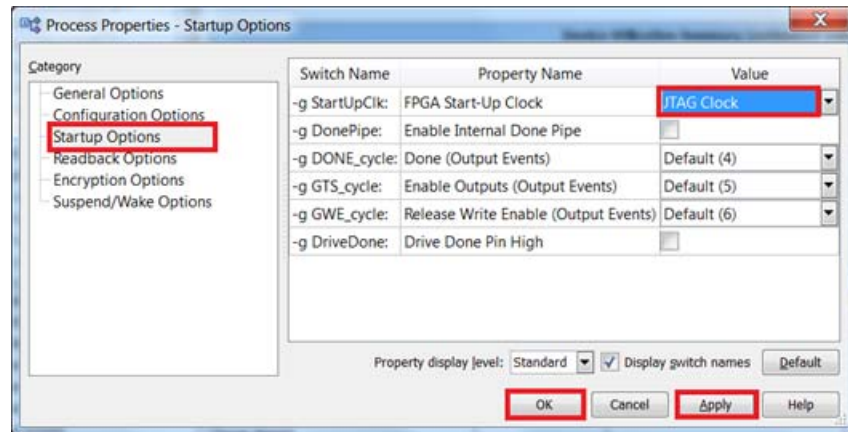 Process Properties - Startup Options
Category
General Options
Configuration Options
Startup Options
Readback Options
Encryption Options
Suspend/Wake Options
Switch Name Property Name Value
-g StartUpClk: FPGA Start-Up Clock JTAG Clock
-g DonePipe: Enable Internal Done Pipe
-g DONE_cycle: Done (Output Events) Default (4)
-g GTS_cycle: Enable Outputs (Output Events) Default (5)
-g GWE_cycle: Release Write Enable (Output Events) Default (6)
-g DriveDone: Drive Done Pin High
Property display level: Standard Display switch names Default
OK Cancel Apply Help